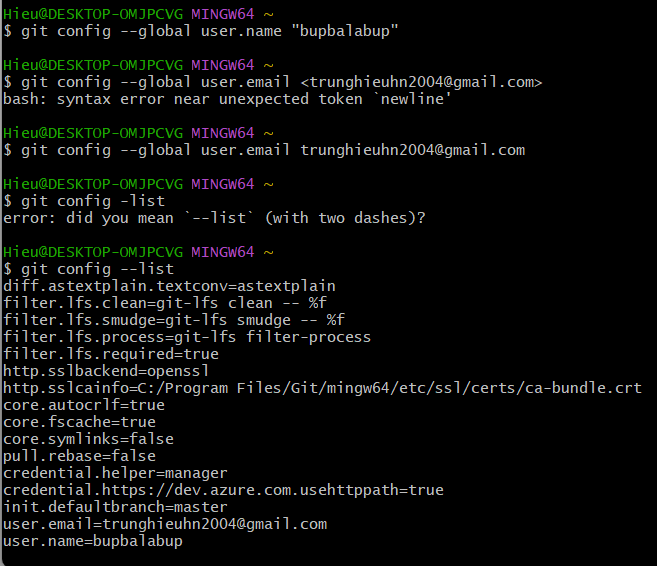 Hieu@DESKTOP-OMJPCVG MINGW64 ~
$ git config --global user.name "bupbalabup"
Hieu@DESKTOP-OMJPCVG MINGW64 ~
$ git config --global user.email <trunghieuhn2004@gmail.com>
bash: syntax error near unexpected token `newline'
Hieu@DESKTOP-OMJPCVG MINGW64 ~
$ git config --global user.email trunghieuhn2004@gmail.com
Hieu@DESKTOP-OMJPCVG MINGW64 ~
$ git config -list
error: did you mean `--list` (with two dashes)?
Hieu@DESKTOP-OMJPCVG MINGW64 ~
$ git config --list
diff.astextplain.textconv=astextplain
filter.lfs.clean=git-lfs clean -- %f
filter.lfs.smudge=git-lfs smudge -- %f
filter.lfs.process=git-lfs filter-process
filter.lfs.required=true
http.sslbackend=openssl
http.sslcainfo=C:/Program Files/Git/mingw64/etc/ssl/certs/ca-bundle.crt
core.autocrlf=true
core.fscache=true
core.symlinks=false
pull.rebase=false
credential.helper=manager
credential.https://dev.azure.com.usehttppath=true
init.defaultbranch=master
user.email=trunghieuhn2004@gmail.com
user.name=bupbalabup